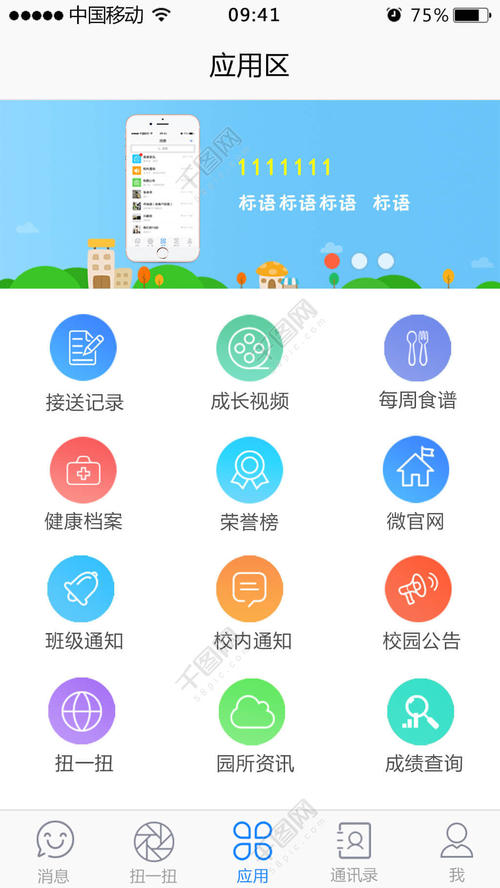 中国移动 09:41 75%
应用区
1111111
标语标语标语 标语
接送记录 成长视频 每周食谱
健康档案 荣誉榜 微官网
班级通知 校内通知 校园公告
扭一扭 园所资讯 成绩查询
消息 扭一扭 应用 通讯录 我
千图网
58pic.com